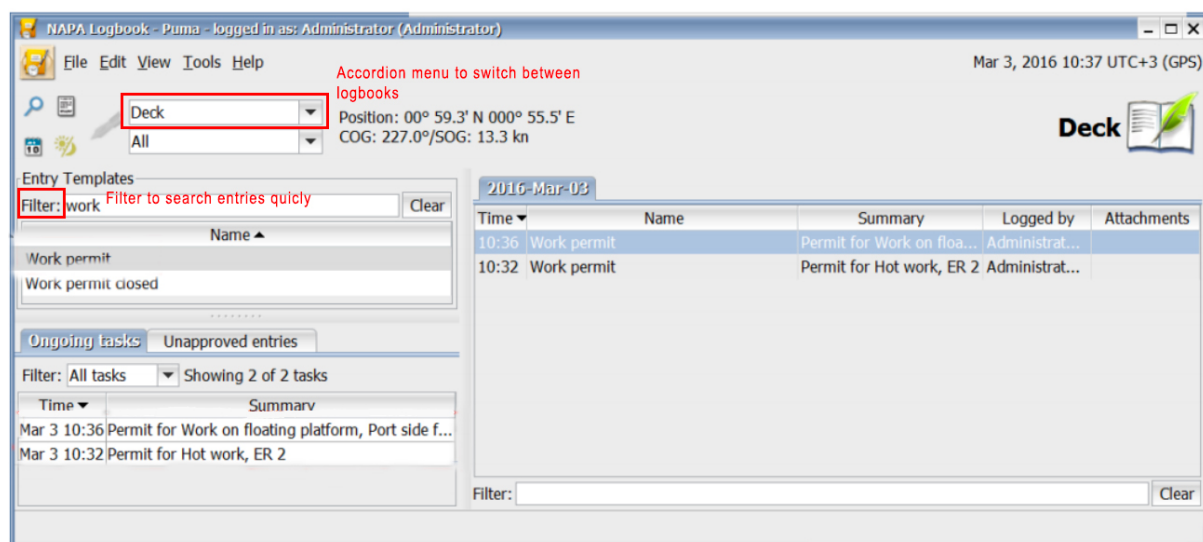 NAPA Logbook - Puma - logged in as: Administrator (Administrator)
File Edit View Tools Help
Mar 3, 2016 10:37 UTC+3 (GPS)
Accordion menu to switch between
logbooks
Deck
Position: 00° 59.3' N 000° 55.5' E
All
COG: 227.0°/SOG: 13.3 kn
Deck
10
Entry Templates
Filter: work
Filter to search entries quicly
Clear
Name
Work permit
Work permit closed
Ongoing tasks Unapproved entries
Filter: All tasks Showing 2 of 2 tasks
Time Summary
Mar 3 10:36 Permit for Work on floating platform, Port side f...
Mar 3 10:32 Permit for Hot work, ER 2
2016-Mar-03
Time Name Summary Logged by Attachments
10:36 Work permit Permit for Work on floa... Administrat...
10:32 Work permit Permit for Hot work, ER 2 Administrat...
Filter: Clear